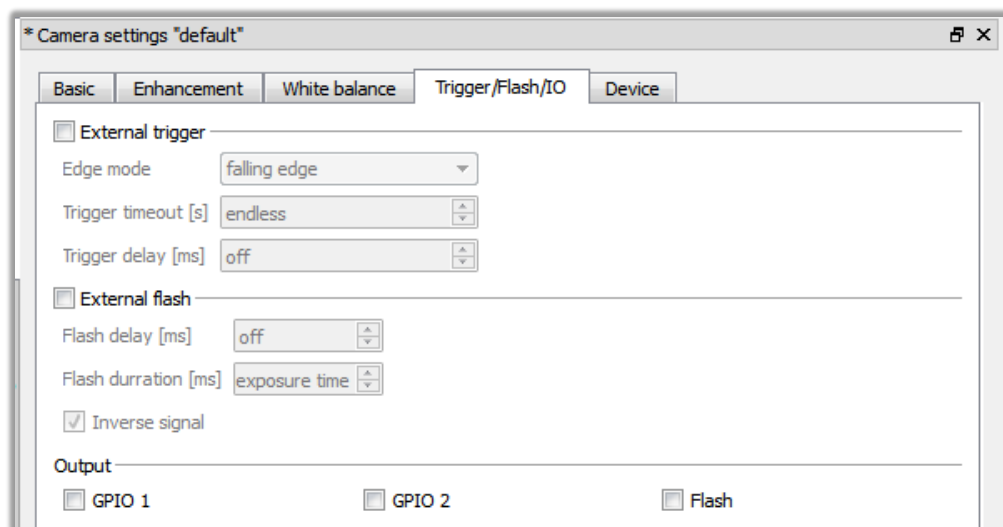 * Camera settings "default"
Basic Enhancement White balance Trigger/Flash/IO Device
External trigger
Edge mode falling edge
Trigger timeout [s] endless
Trigger delay [ms] off
External flash
Flash delay [ms] off
Flash durration [ms] exposure time
Inverse signal
Output
GPIO 1 GPIO 2 Flash